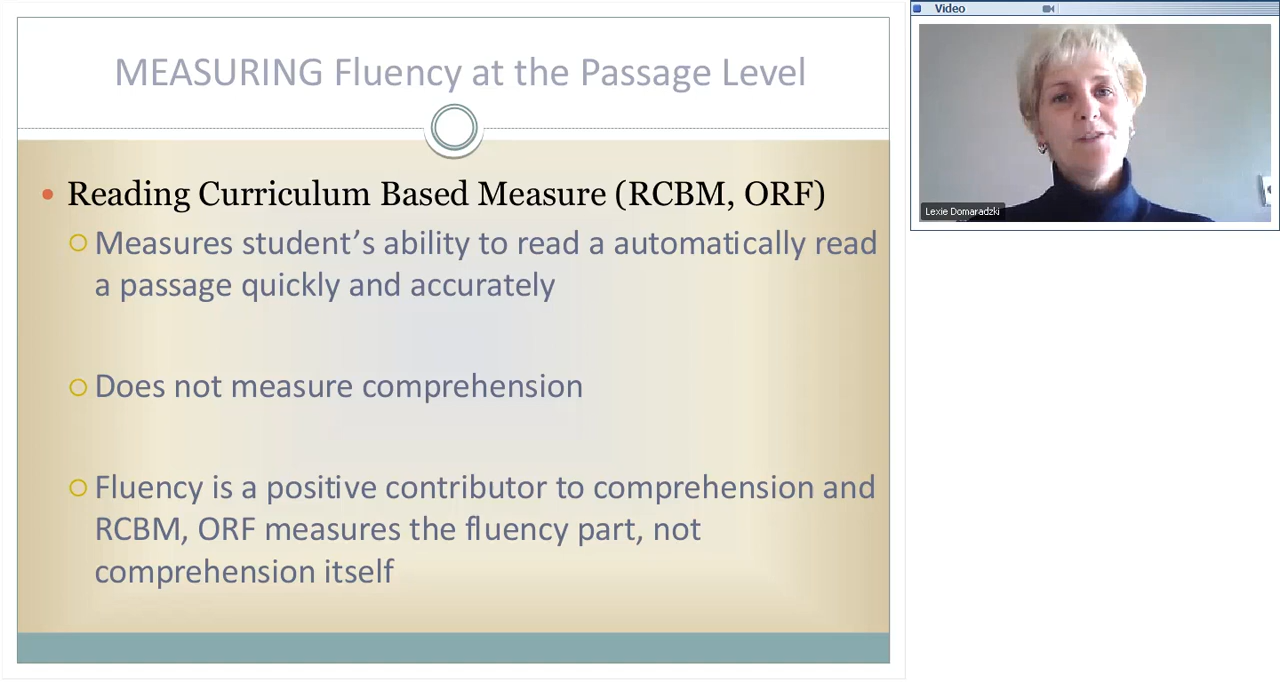 MEASURING Fluency at the Passage Level
Reading Curriculum Based Measure (RCBM, ORF)
Measures student’s ability to read a automatically read
a passage quickly and accurately
Does not measure comprehension
Fluency is a positive contributor to comprehension and
RCBM, ORF measures the fluency part, not
comprehension itself
Video
Lexie Domaradzki